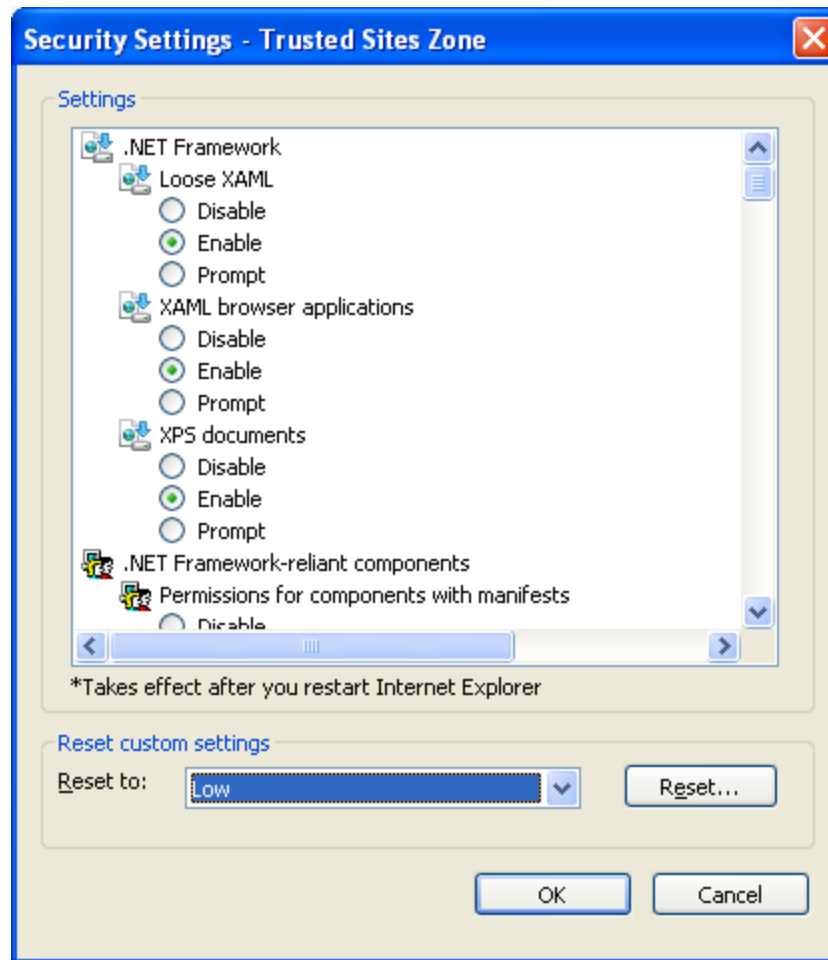 Security Settings - Trusted Sites Zone
Settings
.NET Framework
Loose XAML
Disable
Enable
Prompt
XAML browser applications
Disable
Enable
Prompt
XPS documents
Disable
Enable
Prompt
.NET Framework-reliant components
Permissions for components with manifests
Disable
*Takes effect after you restart Internet Explorer
Reset custom settings
Reset to: Low Reset...
OK Cancel